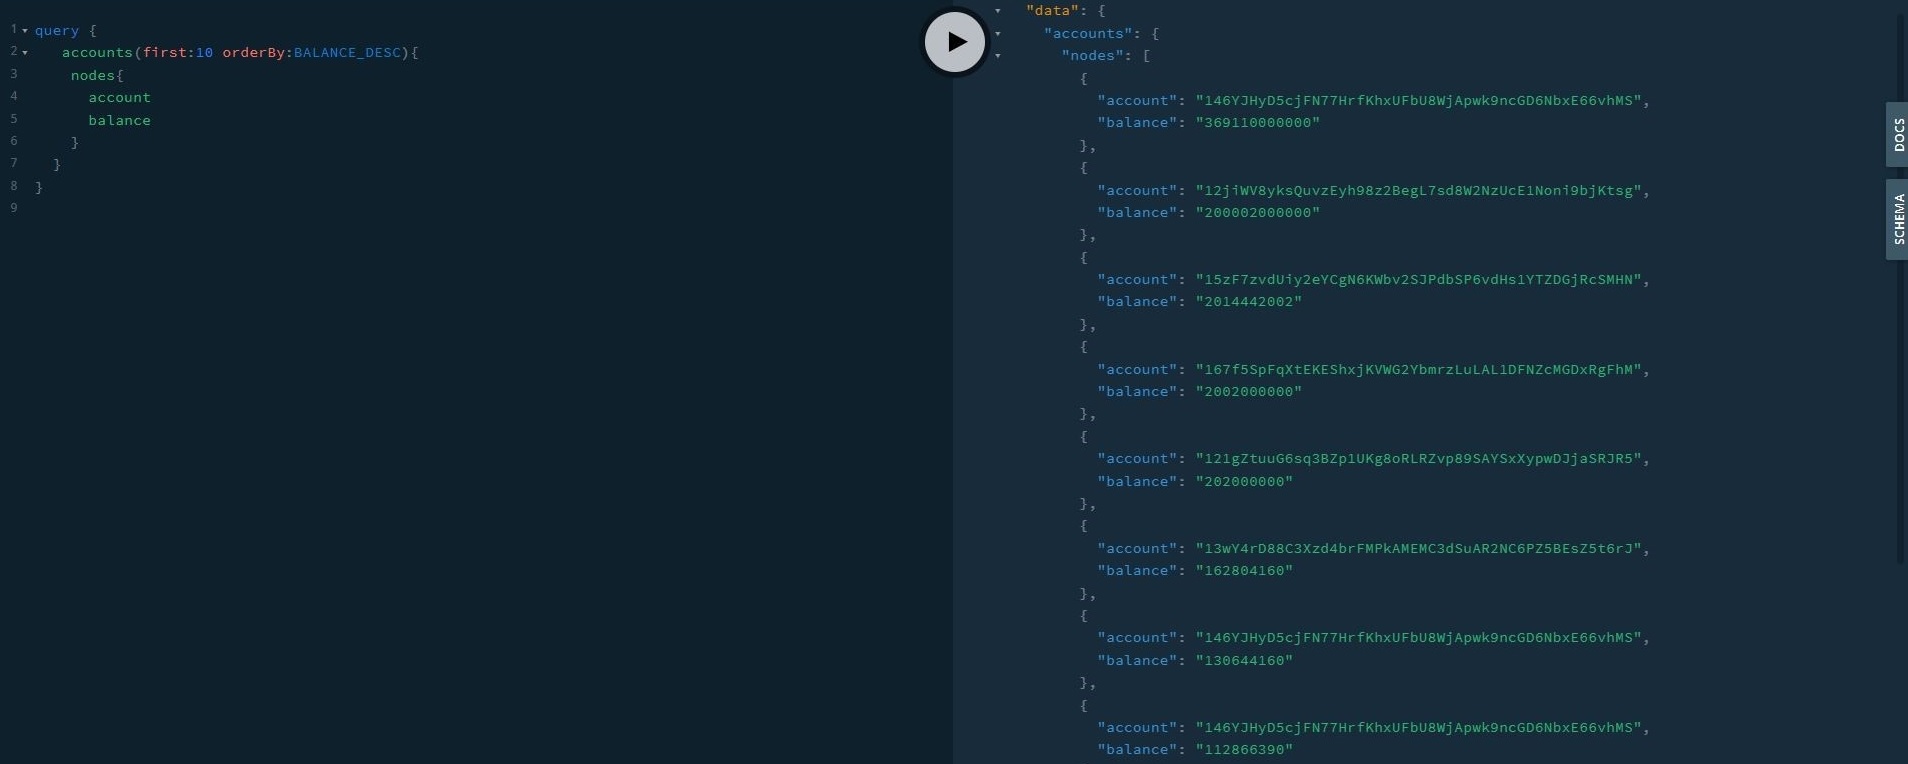 1 query {
2 accounts(first:10 orderBy:BALANCE_DESC){
3 nodes{
4 account
5 balance
6 }
7 }
8 }
9
"data": {
"accounts": {
"nodes": [
{
"account": "146YJHyD5cjFN77HrfKhxUFbU8WjApwk9ncGD6NbxE66vhMS",
"balance": "369110000000"
},
{
"account": "12jiWV8yksQuvzEyh98z2BegL7sd8W2NzUcE1Noni9bjKtsg",
"balance": "200002000000"
},
{
"account": "15zF7zvdUiy2eYCgN6KWbv2SJPdbSP6vdHs1YTZDGjRcSMHN",
"balance": "2014442002"
},
{
"account": "167f5SpFqXtEKEShxjKVWG2YbmrzLuLAL1DFNZcMGDxRgFhM",
"balance": "2002000000"
},
{
"account": "121gZtuuG6sq3BZp1UKg8oRLRZvp89SAYSxXypwDJjaSRJR5",
"balance": "202000000"
},
{
"account": "13wY4rD88C3Xzd4brFMPkAMEMC3dSuAR2NC6PZ5BEsZ5t6rJ",
"balance": "162804160"
},
{
"account": "146YJHyD5cjFN77HrfKhxUFbU8WjApwk9ncGD6NbxE66vhMS",
"balance": "130644160"
},
{
"account": "146YJHyD5cjFN77HrfKhxUFbU8WjApwk9ncGD6NbxE66vhMS",
"balance": "112866390"
DOCS
SCHEMA